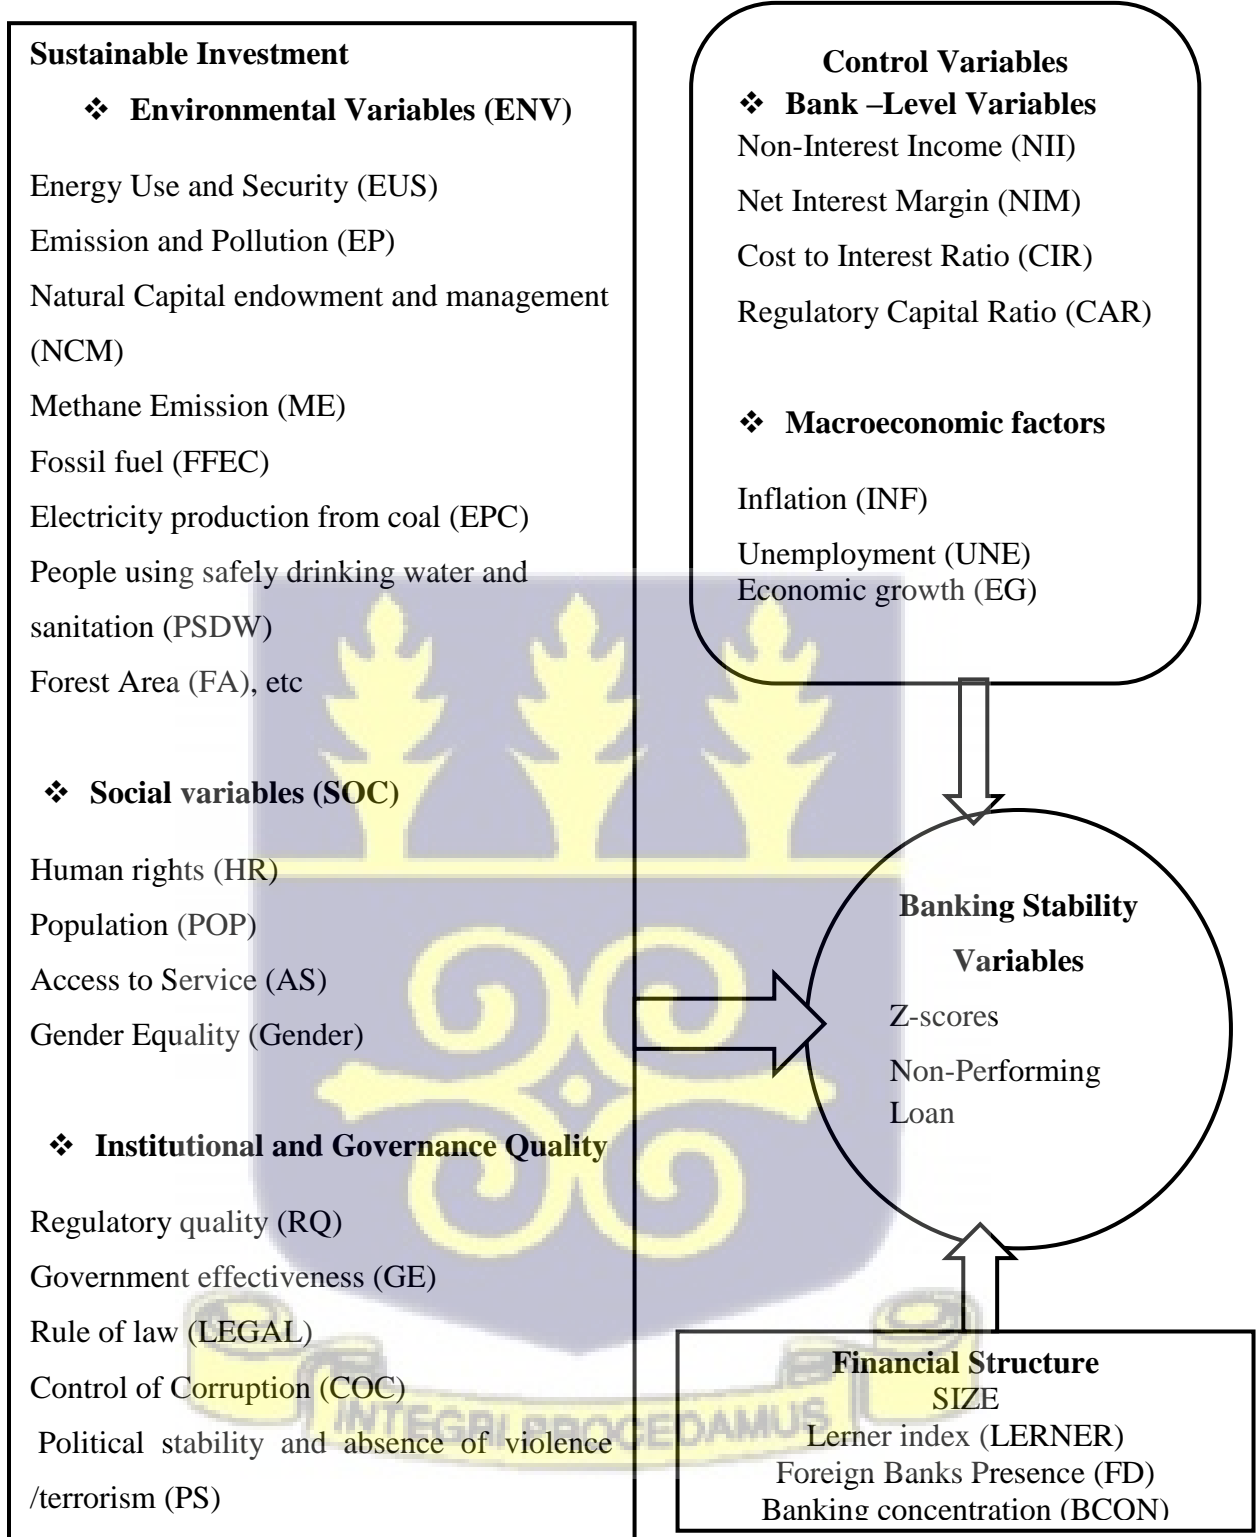 Sustainable Investment
❖ Environmental Variables (ENV)
Energy Use and Security (EUS)
Emission and Pollution (EP)
Natural Capital endowment and management
(NCM)
Methane Emission (ME)
Fossil fuel (FFEC)
Electricity production from coal (EPC)
People using safely drinking water and
sanitation (PSDW)
Forest Area (FA), etc
❖ Social variables (SOC)
Human rights (HR)
Population (POP)
Access to Service (AS)
Gender Equality (Gender)
❖ Institutional and Governance Quality
Regulatory quality (RQ)
Government effectiveness (GE)
Rule of law (LEGAL)
Control of Corruption (COC)
Political stability and absence of violence
/terrorism (PS)
Control Variables
❖ Bank –Level Variables
Non-Interest Income (NII)
Net Interest Margin (NIM)
Cost to Interest Ratio (CIR)
Regulatory Capital Ratio (CAR)
❖ Macroeconomic factors
Inflation (INF)
Unemployment (UNE)
Economic growth (EG)
Banking Stability
Variables
Z-scores
Non-Performing
Loan
Financial Structure
SIZE
Lerner index (LERNER)
Foreign Banks Presence (FD)
Banking concentration (BCON)
INTEGRI PROCEDAMUS